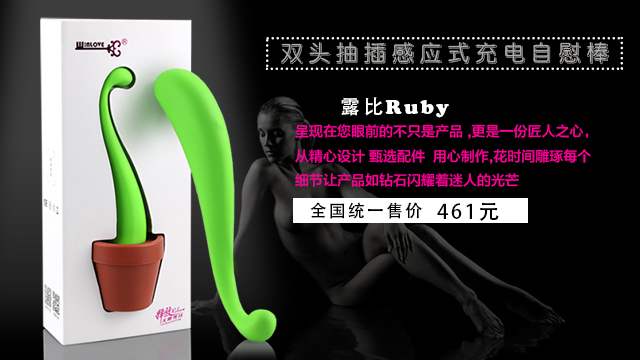 WINLOVE
双头抽插感应式充电自慰棒
露比Ruby
呈现在您眼前的不只是产品 ,更是一份匠人之心,
从精心设计 甄选配件 用心制作,花时间雕琢每个
细节让产品如钻石闪耀着迷人的光芒
全国统一售价 461元